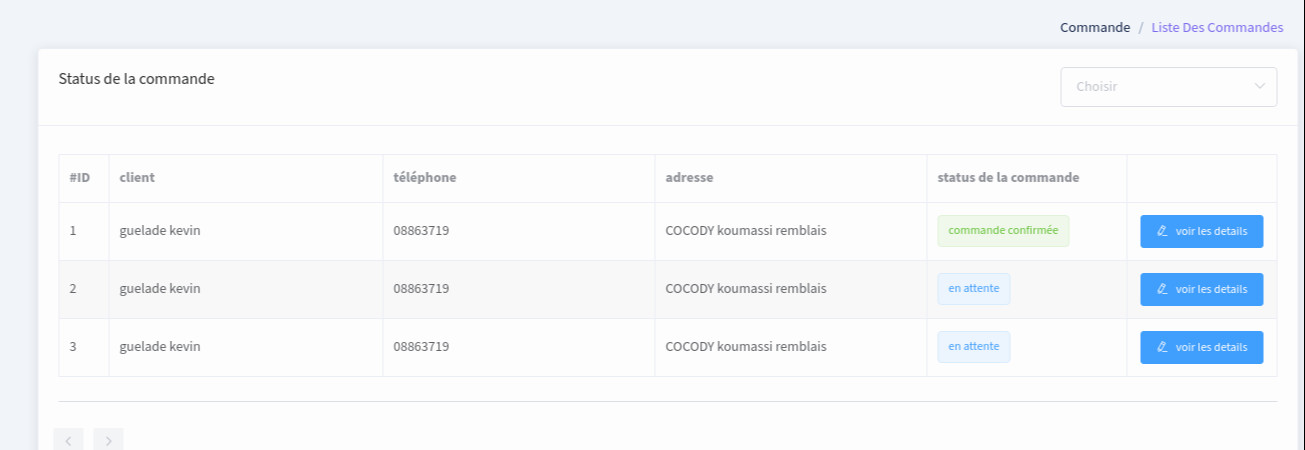 Commande / Liste Des Commandes
Status de la commande
Choisir
#ID client téléphone adresse status de la commande
1 guelade kevin 08863719 COCODY koumassi remblais commande confirmée voir les details
2 guelade kevin 08863719 COCODY koumassi remblais en attente voir les details
3 guelade kevin 08863719 COCODY koumassi remblais en attente voir les details